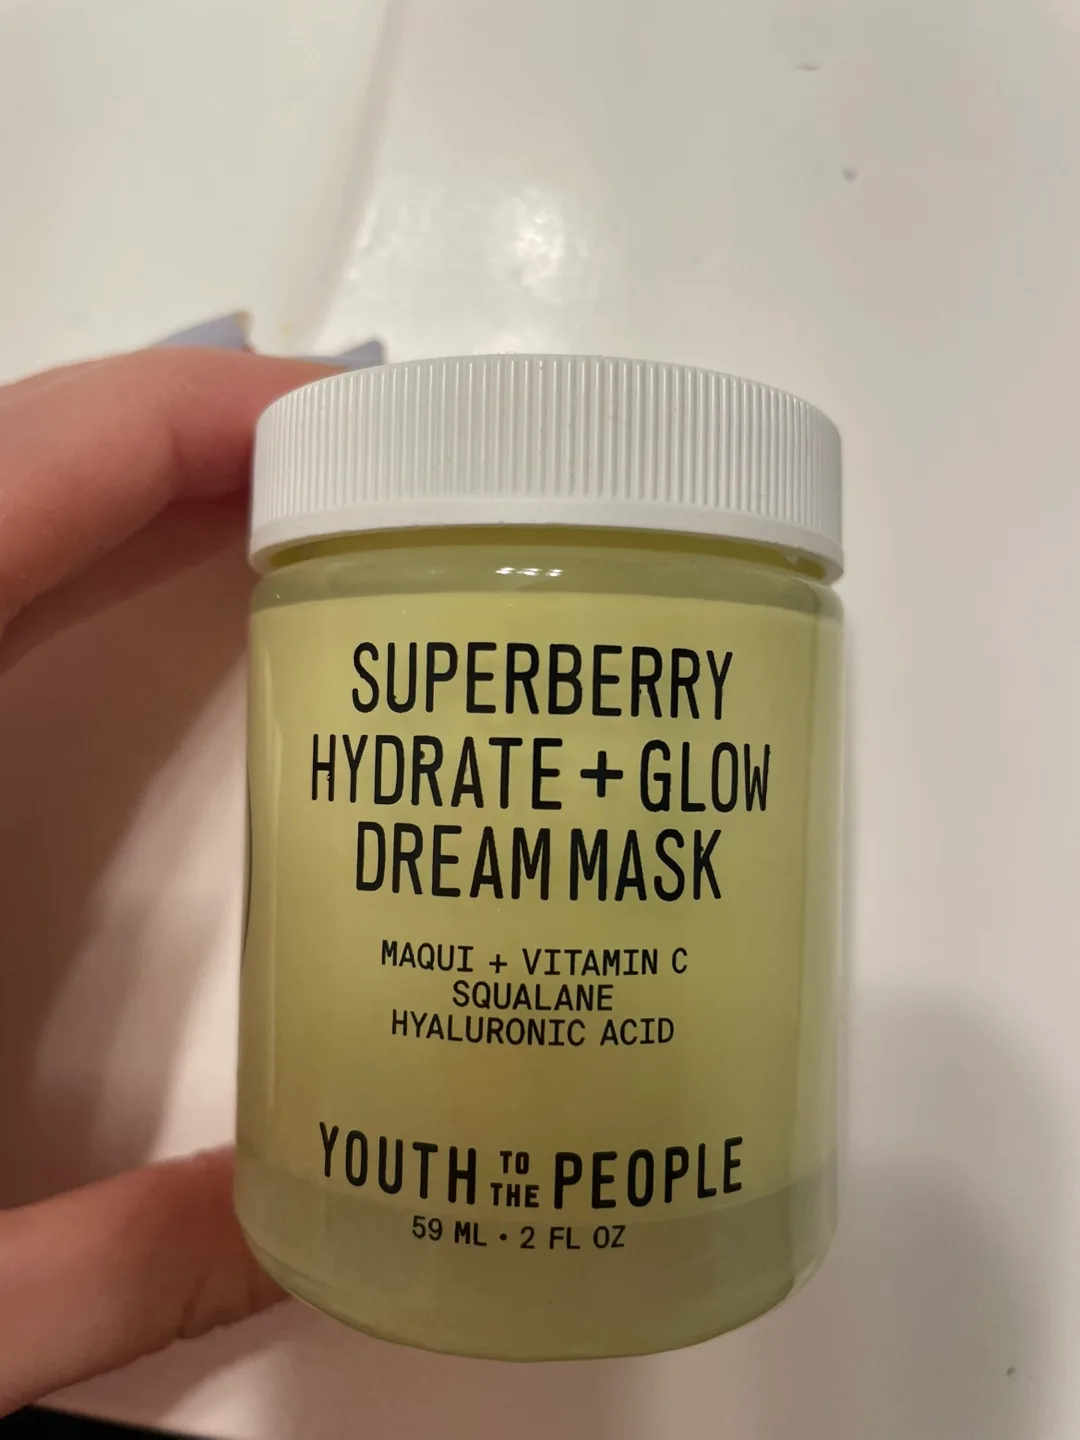 SUPERBERRY
HYDRATE + GLOW
DREAM MASK
MAQUI + VITAMIN C
SQUALANE
HYALURONIC ACID
YOUTH TO THE PEOPLE
59 ML • 2 FL OZ